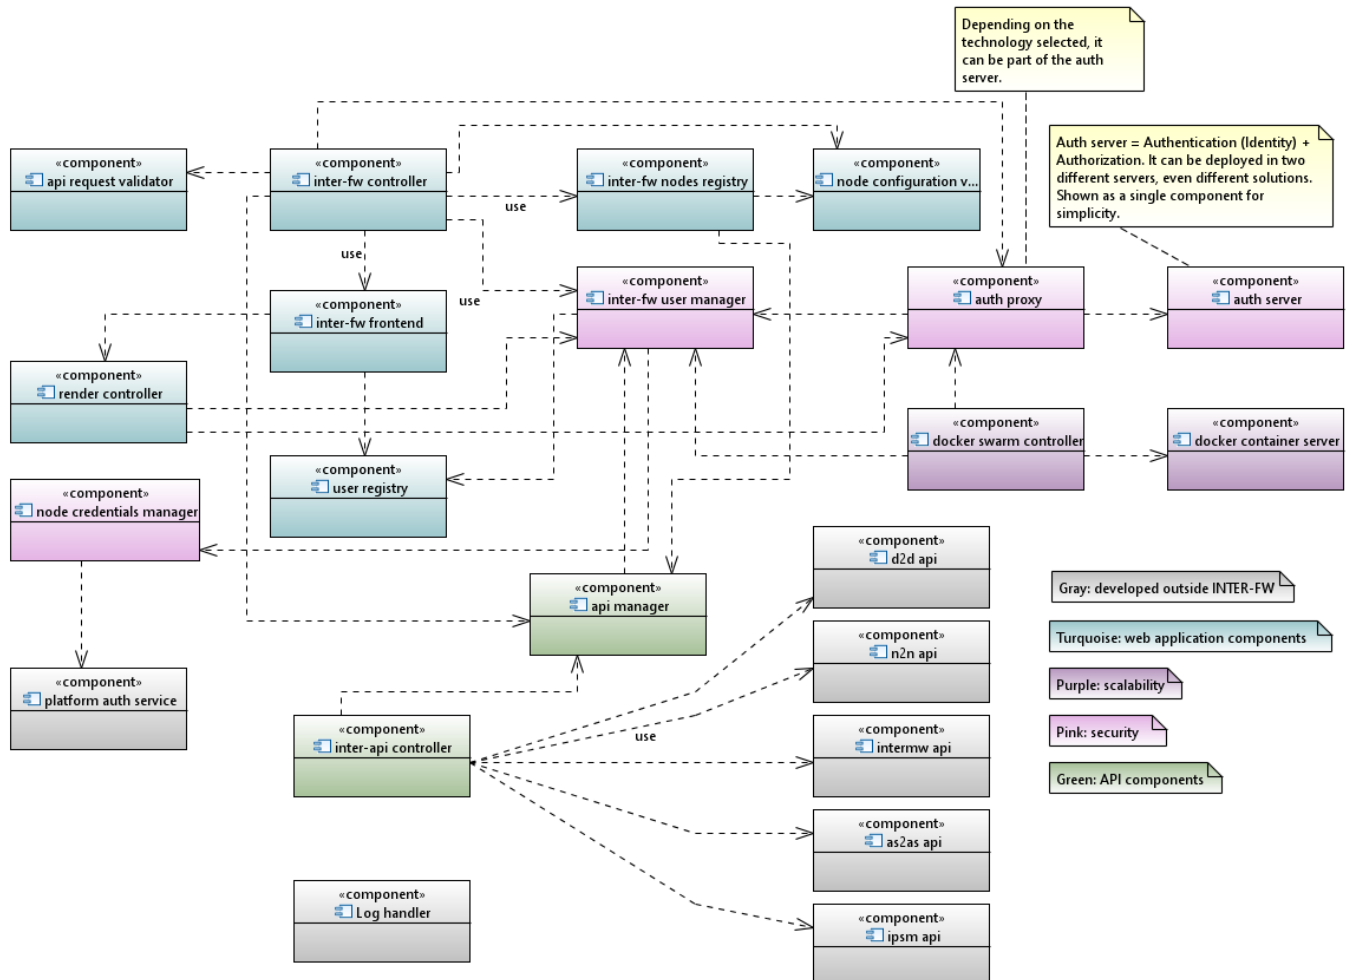 Depending on the
technology selected, it
can be part of the auth
server.
Auth server = Authentication (Identity) +
Authorization. It can be deployed in two
different servers, even different solutions.
Shown as a single component for
simplicity.
«component»
api request validator
«component»
inter-fw controller
«component»
inter-fw nodes registry
«component»
node configuration v...
use
use
use
«component»
inter-fw frontend
«component»
inter-fw user manager
«component»
auth proxy
«component»
auth server
«component»
render controller
«component»
docker swarm controller
«component»
docker container server
«component»
user registry
«component»
node credentials manager
«component»
api manager
«component»
d2d api
«component»
n2n api
«component»
platform auth service
«component»
inter-api controller
use
«component»
intermw api
«component»
as2as api
«component»
Log handler
«component»
ipsm api
Gray: developed outside INTER-FW
Turquoise: web application components
Purple: scalability
Pink: security
Green: API components